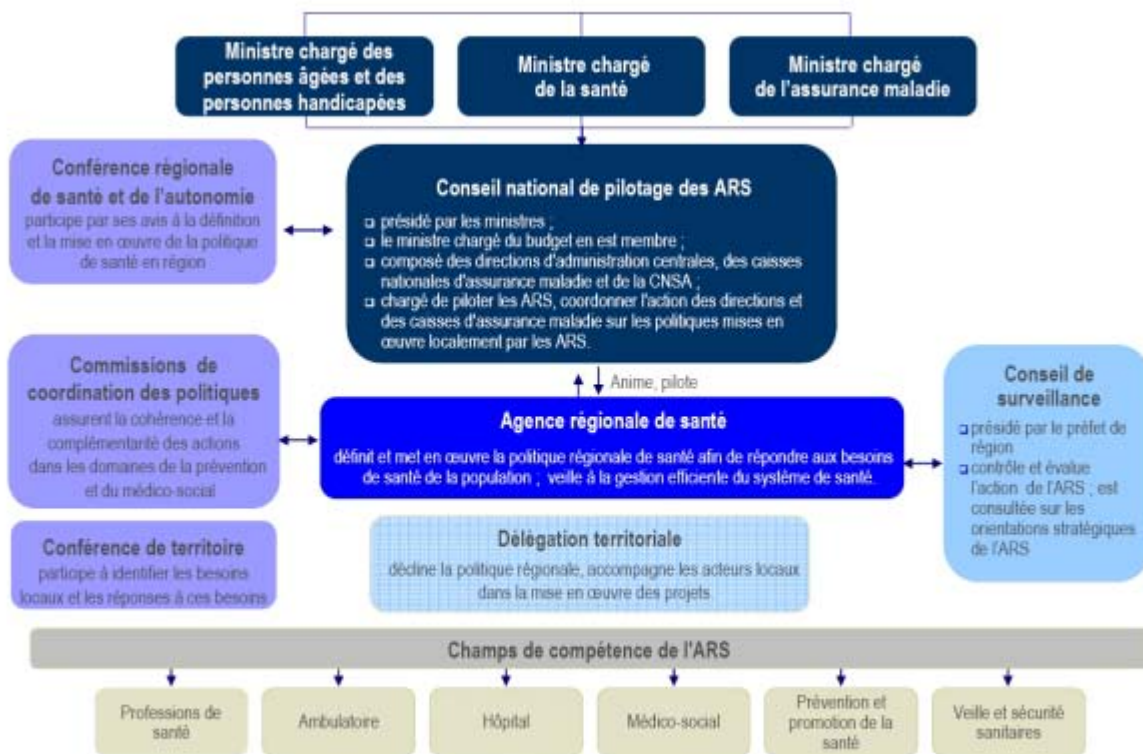 Ministre chargé des
personnes âgées et des
personnes handicapées
Ministre chargé
de la santé
Ministre chargé
de l'assurance maladie
Conférence régionale
de santé et de l'autonomie
participe par ses avis à la définition
et la mise en œuvre de la politique
de santé en région
Conseil national de pilotage des ARS
❑ présidé par les ministres ;
❑ le ministre chargé du budget en est membre ;
❑ composé des directions d'administration centrales, des caisses
nationales d'assurance maladie et de la CNSA ;
❑ chargé de piloter les ARS, coordonner l'action des directions et
des caisses d'assurance maladie sur les politiques mises en
œuvre localement par les ARS.
Anime, pilote
Commissions de
coordination des politiques
assurent la cohérence et la
complémentarité des actions
dans les domaines de la prévention
et du médico-social
Agence régionale de santé
définit et met en œuvre la politique régionale de santé afin de répondre aux besoins
de santé de la population ; veille à la gestion efficiente du système de santé.
Conseil de
surveillance
❑ présidé par le préfet de
région
❑ contrôle et évalue
l'action de l'ARS ; est
consultée sur les
orientations stratégiques
de l'ARS
Conférence de territoire
participe à identifier les besoins
locaux et les réponses à ces besoins
Délégation territoriale
décline la politique régionale, accompagne les acteurs locaux
dans la mise en œuvre des projets.
Champs de compétence de l'ARS
Professions de
santé
Ambulatoire
Hôpital
Médico-social
Prévention et
promotion de la
santé
Veille et sécurité
sanitaires